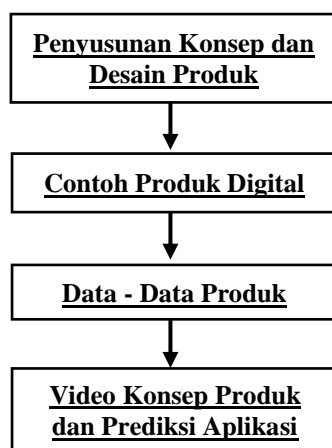 Penyusunan Konsep dan
Desain Produk
Contoh Produk Digital
Data - Data Produk
Video Konsep Produk
dan Prediksi Aplikasi